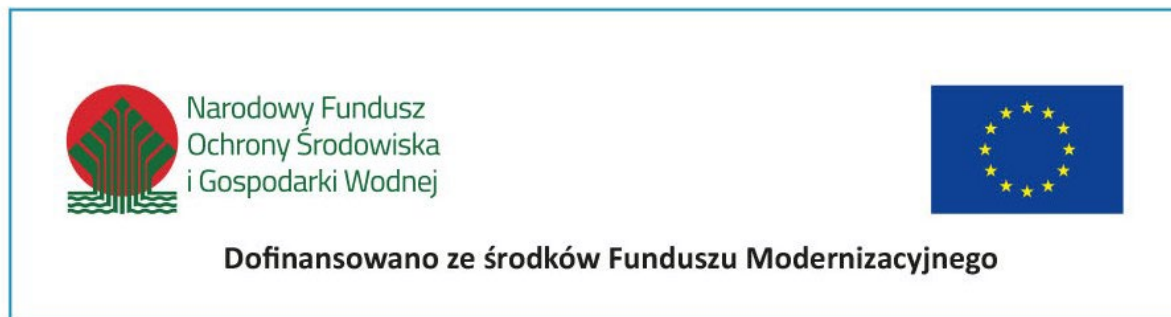 Narodowy Fundusz
Ochrony Środowiska
i Gospodarki Wodnej
Dofinansowano ze środków Funduszu Modernizacyjnego